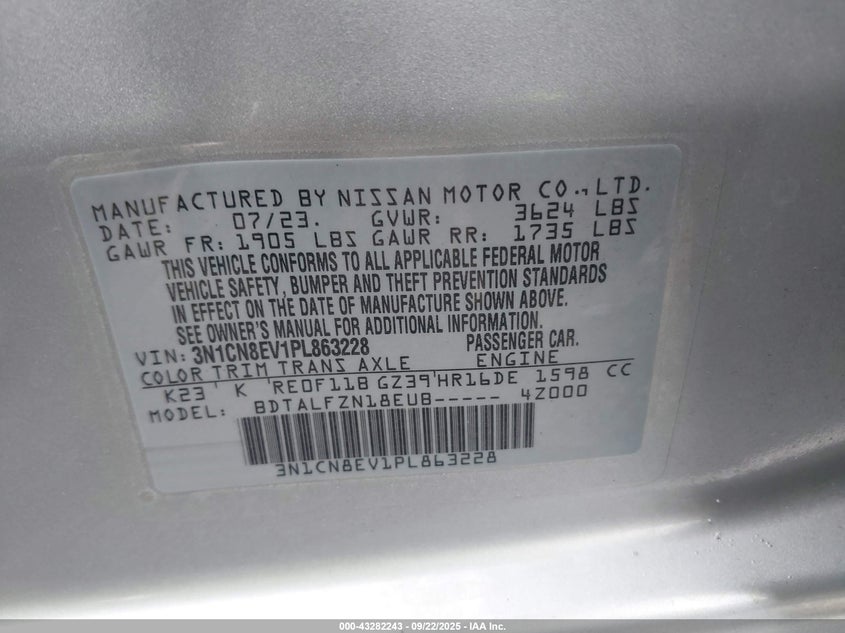 MANUFACTURED BY NISSAN MOTOR CO., LTD.
DATE: 07/23. GVWR: 3624 LBS
GAWR FR: 1905 LBS GAWR RR: 1735 LBS
THIS VEHICLE CONFORMS TO ALL APPLICABLE FEDERAL MOTOR
VEHICLE SAFETY, BUMPER AND THEFT PREVENTION STANDARDS
IN EFFECT ON THE DATE OF MANUFACTURE SHOWN ABOVE.
SEE OWNER'S MANUAL FOR ADDITIONAL INFORMATION.
VIN: 3N1CN8EV1PL863228 PASSENGER CAR.
COLOR TRIM TRANS AXLE ENGINE
K23 K RE0F11B GZ39 HR16DE 1598 CC
MODEL: BDTALFZN18EUB----- 4Z000
3N1CN8EV1PL863228
000-43282243 - 09/22/2025 - IAA Inc.